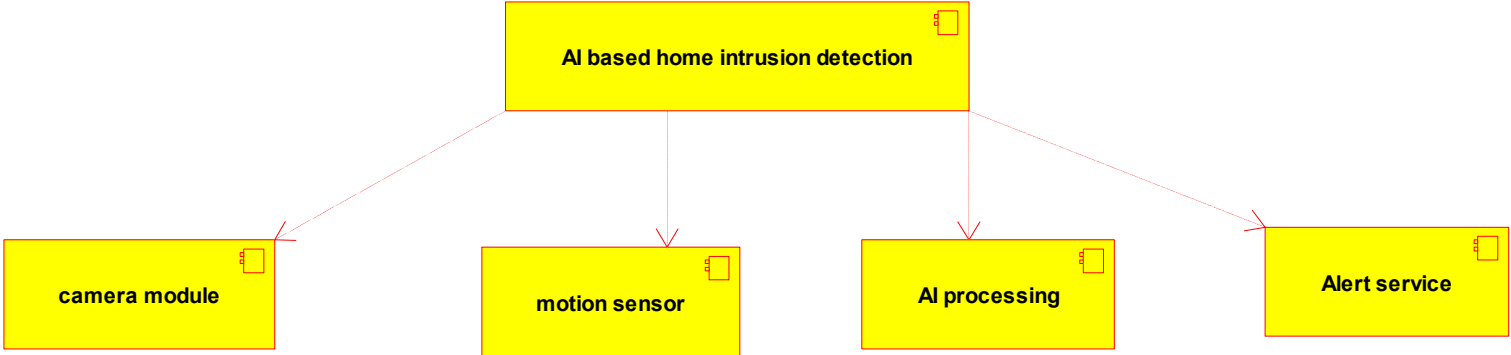 AI based home intrusion detection
camera module
motion sensor
AI processing
Alert service